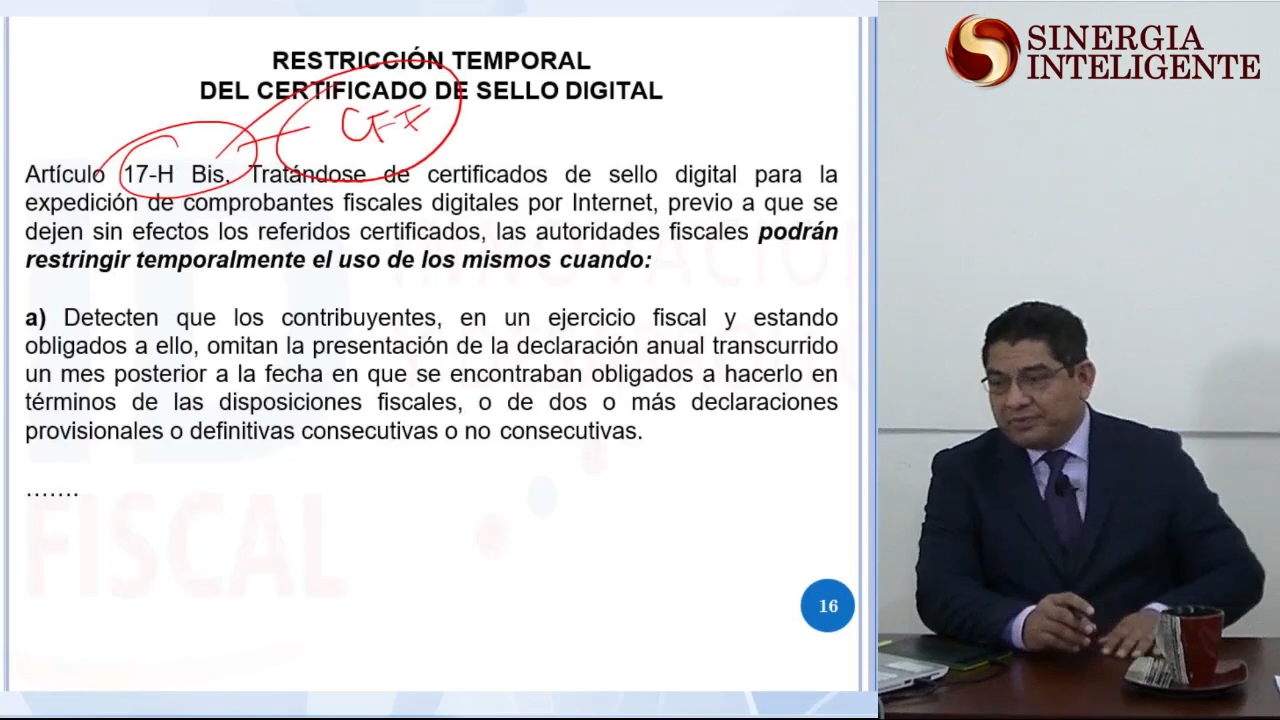 RESTRICCIÓN TEMPORAL
DEL CERTIFICADO DE SELLO DIGITAL
CFF
Artículo 17-H Bis. Tratándose de certificados de sello digital para la
expedición de comprobantes fiscales digitales por Internet, previo a que se
dejen sin efectos los referidos certificados, las autoridades fiscales podrán
restringir temporalmente el uso de los mismos cuando:
a) Detecten que los contribuyentes, en un ejercicio fiscal y estando
obligados a ello, omitan la presentación de la declaración anual transcurrido
un mes posterior a la fecha en que se encontraban obligados a hacerlo en
términos de las disposiciones fiscales, o de dos o más declaraciones
provisionales o definitivas consecutivas o no consecutivas.
.......
FISCAL
16
SINERGIA
INTELIGENTE